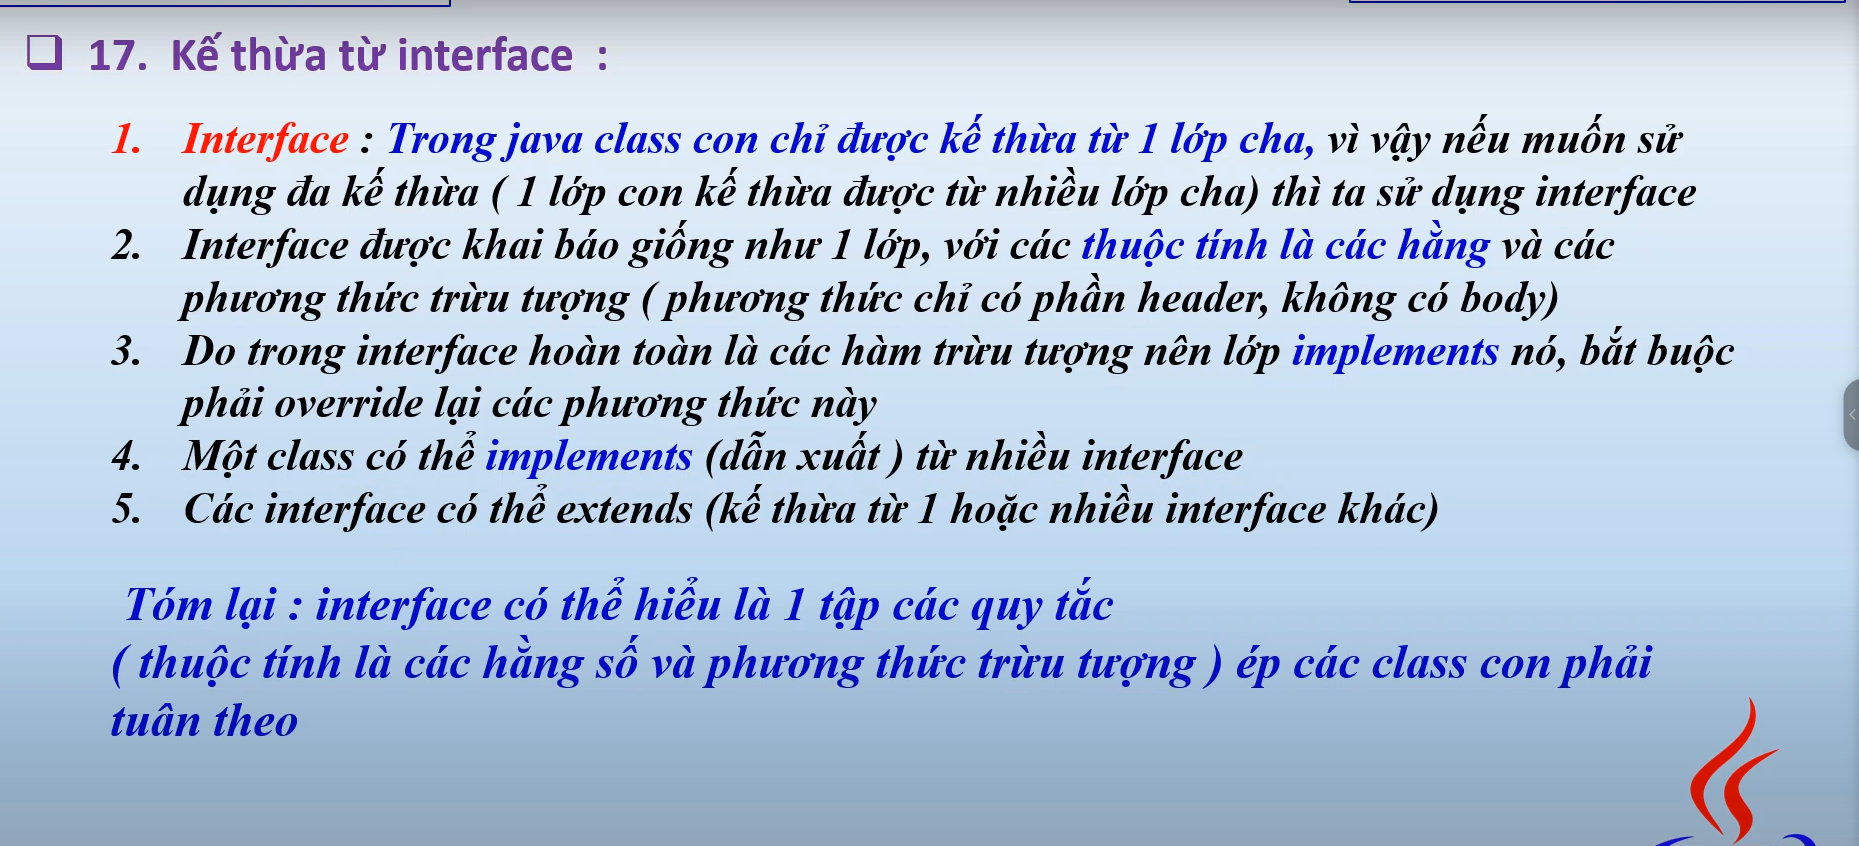 ❑ 17. Kế thừa từ interface :
1. Interface : Trong java class con chỉ được kế thừa từ 1 lớp cha, vì vậy nếu muốn sử
dụng đa kế thừa ( 1 lớp con kế thừa được từ nhiều lớp cha) thì ta sử dụng interface
2. Interface được khai báo giống như 1 lớp, với các thuộc tính là các hằng và các
phương thức trừu tượng ( phương thức chỉ có phần header, không có body)
3. Do trong interface hoàn toàn là các hàm trừu tượng nên lớp implements nó, bắt buộc
phải override lại các phương thức này
4. Một class có thể implements (dẫn xuất ) từ nhiều interface
5. Các interface có thể extends (kế thừa từ 1 hoặc nhiều interface khác)
Tóm lại : interface có thể hiểu là 1 tập các quy tắc
( thuộc tính là các hằng số và phương thức trừu tượng ) ép các class con phải
tuân theo